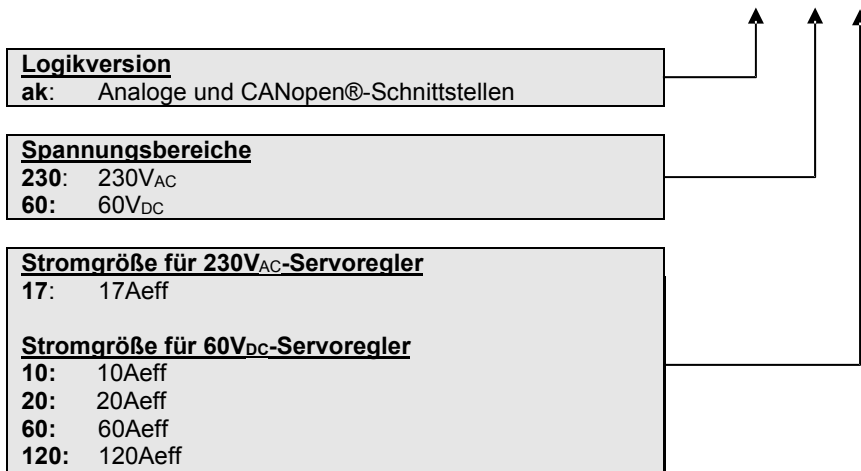 Logikversion
ak: Analoge und CANopen®-Schnittstellen
Spannungsbereiche
230: 230VAC
60: 60VDC
Stromgröße für 230VAC-Servoregler
17: 17Aeff
Stromgröße für 60VDC-Servoregler
10: 10Aeff
20: 20Aeff
60: 60Aeff
120: 120Aeff